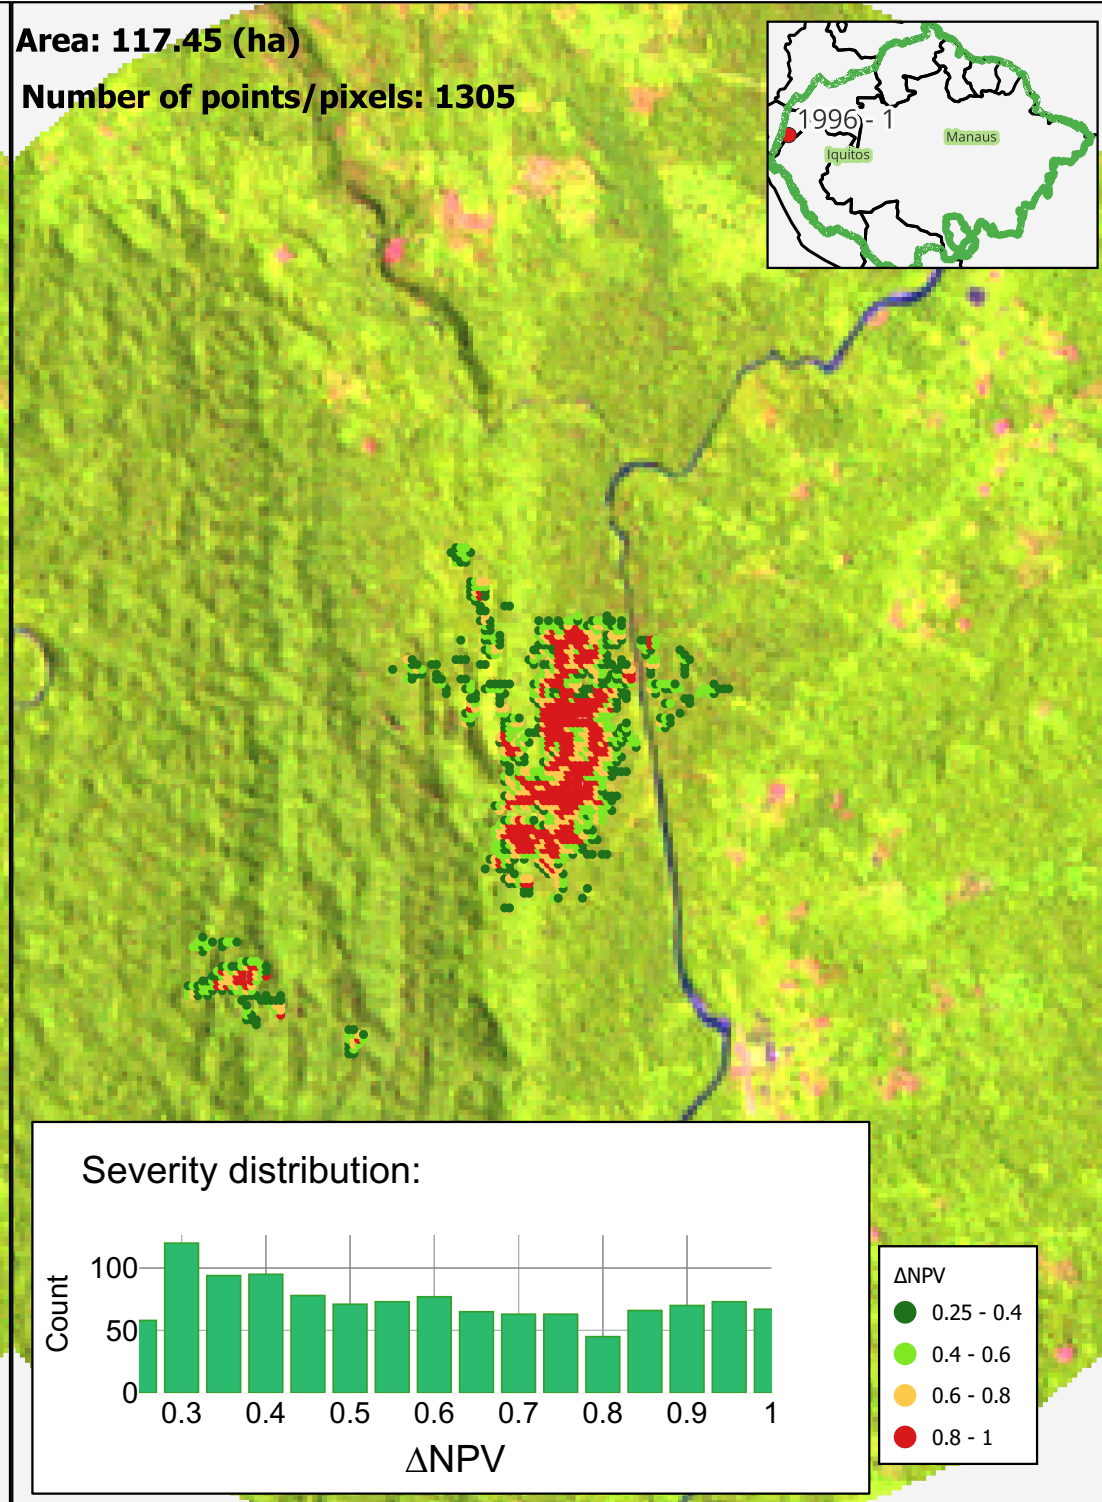 Area: 117.45 (ha)
Number of points/pixels: 1305
1996 - 1
Manaus
Iquitos
Severity distribution:
Count
100
50
0
0.3 0.4 0.5 0.6 0.7 0.8 0.9 1
ΔNPV
ΔNPV
0.25 - 0.4
0.4 - 0.6
0.6 - 0.8
0.8 - 1